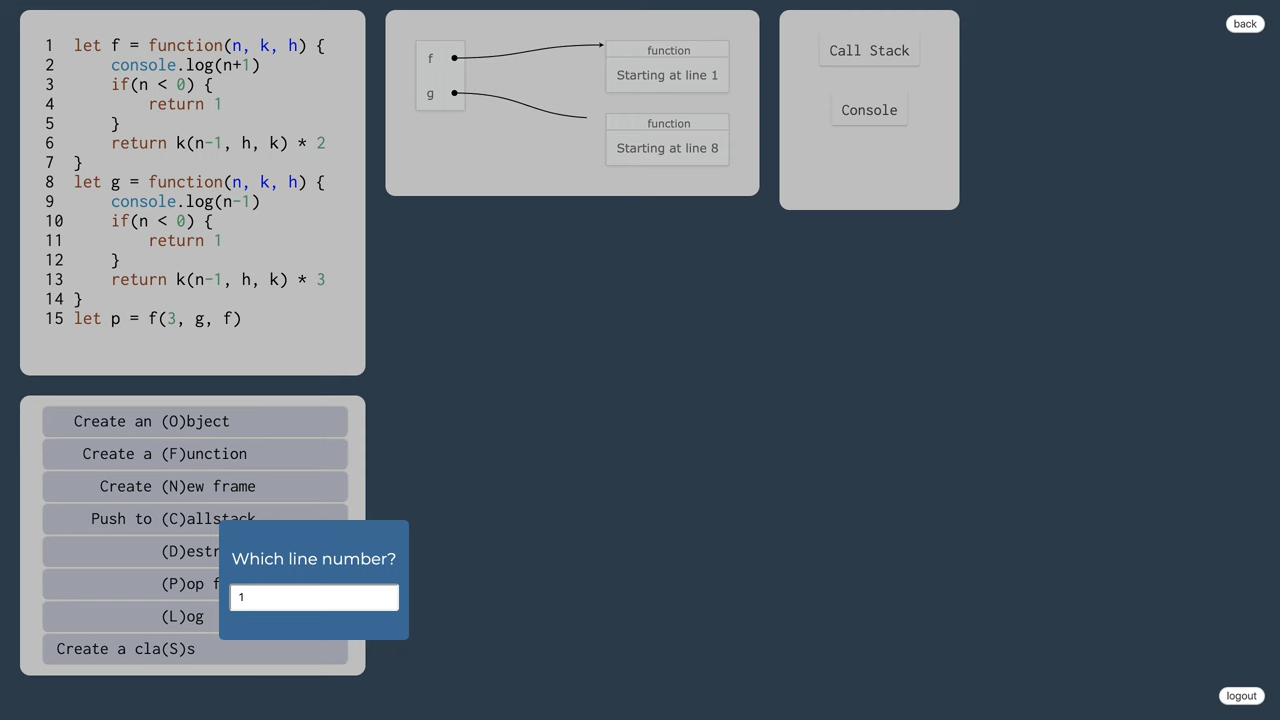 1 let f = function(n, k, h) {
2 console.log(n+1)
3 if(n < 0) {
4 return 1
5 }
6 return k(n-1, h, k) * 2
7 }
8 let g = function(n, k, h) {
9 console.log(n-1)
10 if(n < 0) {
11 return 1
12 }
13 return k(n-1, h, k) * 3
14 }
15 let p = f(3, g, f)
f
g
function
Starting at line 1
function
Starting at line 8
Call Stack
Console
back
Create an (O)bject
Create a (F)unction
Create (N)ew frame
Push to (C)allstack
(D)estr
(P)op f
(L)og
Create a cla(S)s
Which line number?
1
logout